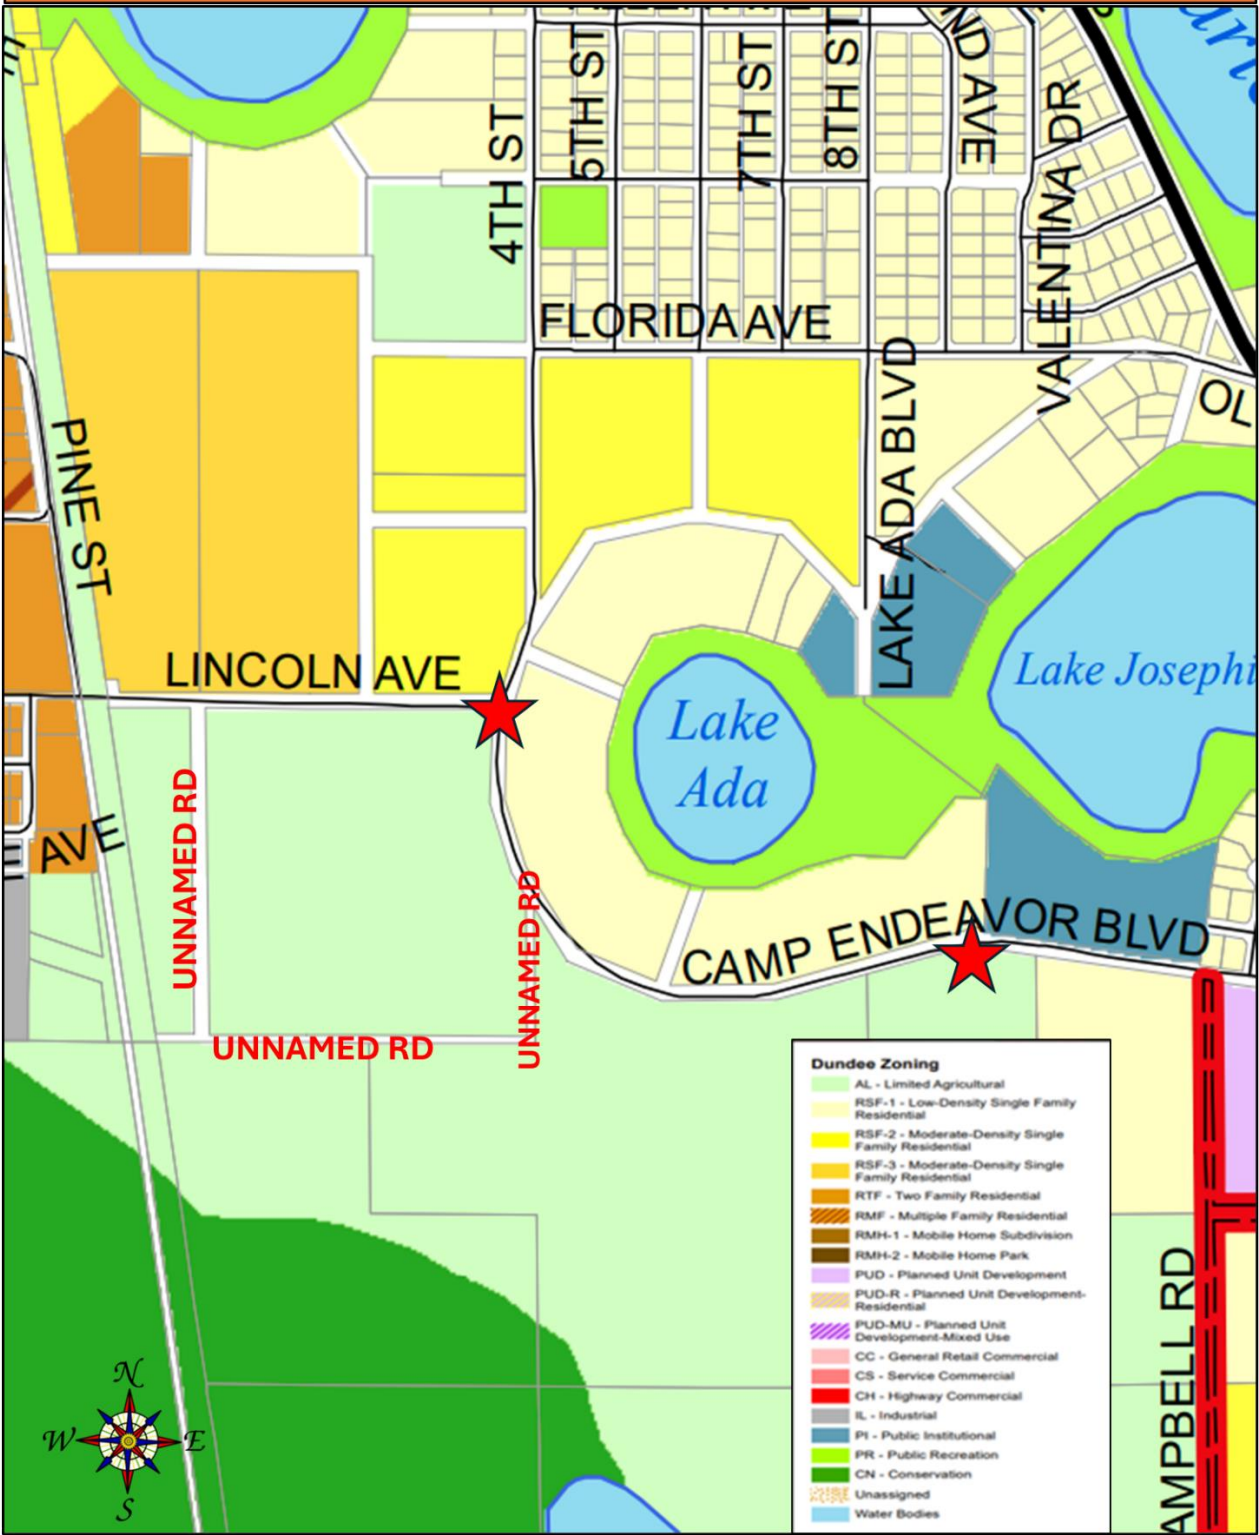 4TH ST
5TH ST
7TH ST
8TH ST
ND AVE
VALENTINA DR
FLORIDA AVE
LAKE ADA BLVD
OL
PINE ST
LINCOLN AVE
Lake Josephi
Lake
Ada
UNNAMED RD
AVE
UNNAMED RD
CAMP ENDEAVOR BLVD
UNNAMED RD
Dundee Zoning
AL - Limited Agricultural
RSF-1 - Low-Density Single Family
Residential
RSF-2 - Moderate-Density Single
Family Residential
RSF-3 - Moderate-Density Single
Family Residential
RTF - Two Family Residential
RMF - Multiple Family Residential
RMH-1 - Mobile Home Subdivision
RMH-2 - Mobile Home Park
PUD - Planned Unit Development
PUD-R - Planned Unit Development-
Residential
PUD-MU - Planned Unit
Development-Mixed Use
CC - General Retail Commercial
CS - Service Commercial
CH - Highway Commercial
IL - Industrial
PI - Public Institutional
PR - Public Recreation
CN - Conservation
Unassigned
Water Bodies
AMPBELL RD
N
W
E
S